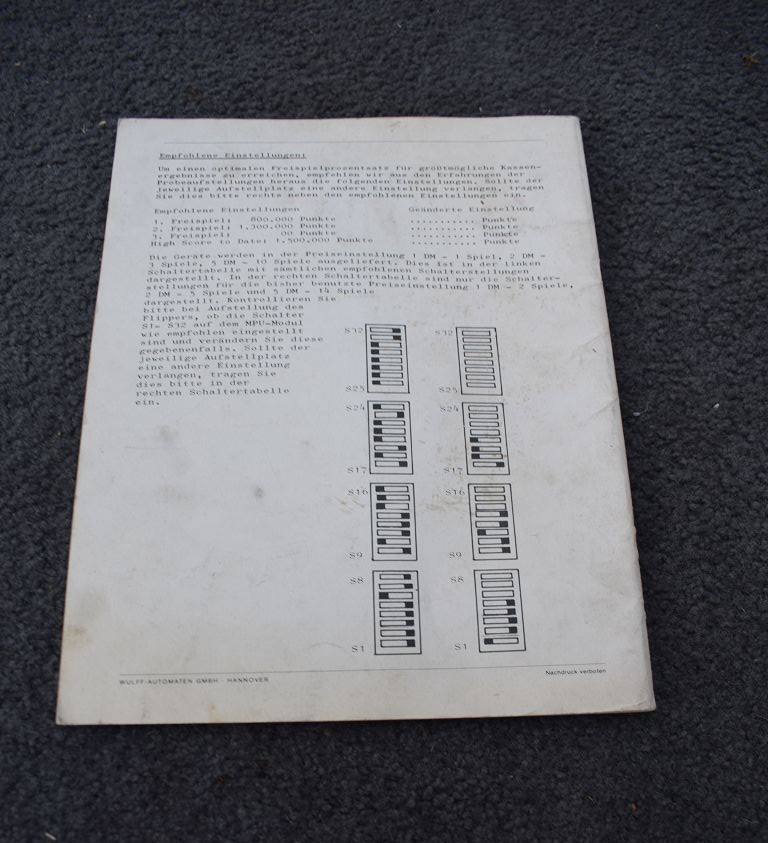 Empfohlene Einstellungen:
Um einen optimalen Freispielprozentsatz für größtmögliche Kassen-
ergebnisse zu erreichen, empfehlen wir aus den Erfahrungen der
Probeaufstellungen heraus die folgenden Einstellungen. Sollte der
jeweilige Aufstellplatz eine andere Einstellung verlangen, tragen
Sie dies bitte rechts neben den empfohlenen Einstellungen ein.
Empfohlene Einstellungen Geänderte Einstellung
1. Freispiel: 800.000 Punkte .......... Punkte
2. Freispiel: 1.300.000 Punkte .......... Punkte
3. Freispiel: 00 Punkte .......... Punkte
High Score to Date: 1.500.000 Punkte .......... Punkte
Die Geräte werden in der Preiseinstellung 1 DM - 1 Spiel, 2 DM -
3 Spiele, 5 DM - 10 Spiele ausgeliefert. Dies ist in der linken
Schaltertabelle mit sämtlichen empfohlenen Schalterstellungen
dargestellt. In der rechten Schaltertabelle sind nur die Schalter-
stellungen für die bisher benutzte Preiseinstellung 1 DM - 2 Spiele,
2 DM - 5 Spiele und 5 DM - 14 Spiele
dargestellt. Kontrollieren Sie
bitte bei Aufstellung des
Flippers, ob die Schalter
S1- S32 auf dem MPU-Modul
wie empfohlen eingestellt
sind und verändern Sie diese
gegebenenfalls. Sollte der
jeweilige Aufstellplatz
eine andere Einstellung
verlangen, tragen Sie
dies bitte in der
rechten Schaltertabelle
ein.
S32 S32
S25 S25
S24 S24
S17 S17
S16 S16
S9 S9
S8 S8
S1 S1
WULFF-AUTOMATEN GMBH · HANNOVER Nachdruck verboten